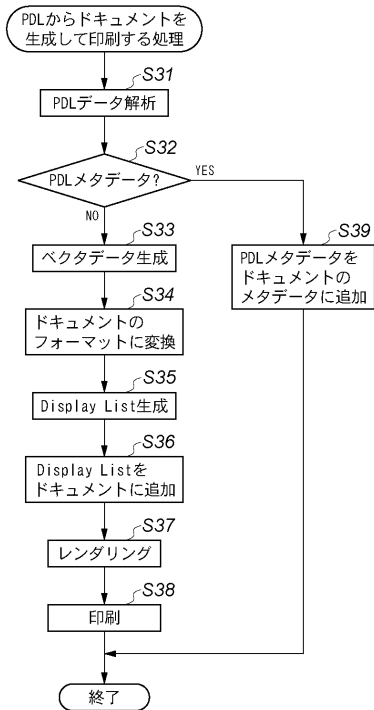 PDLからドキュメントを
生成して印刷する処理
S31
PDLデータ解析
S32
PDLメタデータ?
YES
NO
S33
ベクタデータ生成
S39
PDLメタデータを
ドキュメントの
メタデータに追加
S34
ドキュメントの
フォーマットに変換
S35
Display List生成
S36
Display Listを
ドキュメントに追加
S37
レンダリング
S38
印刷
終了